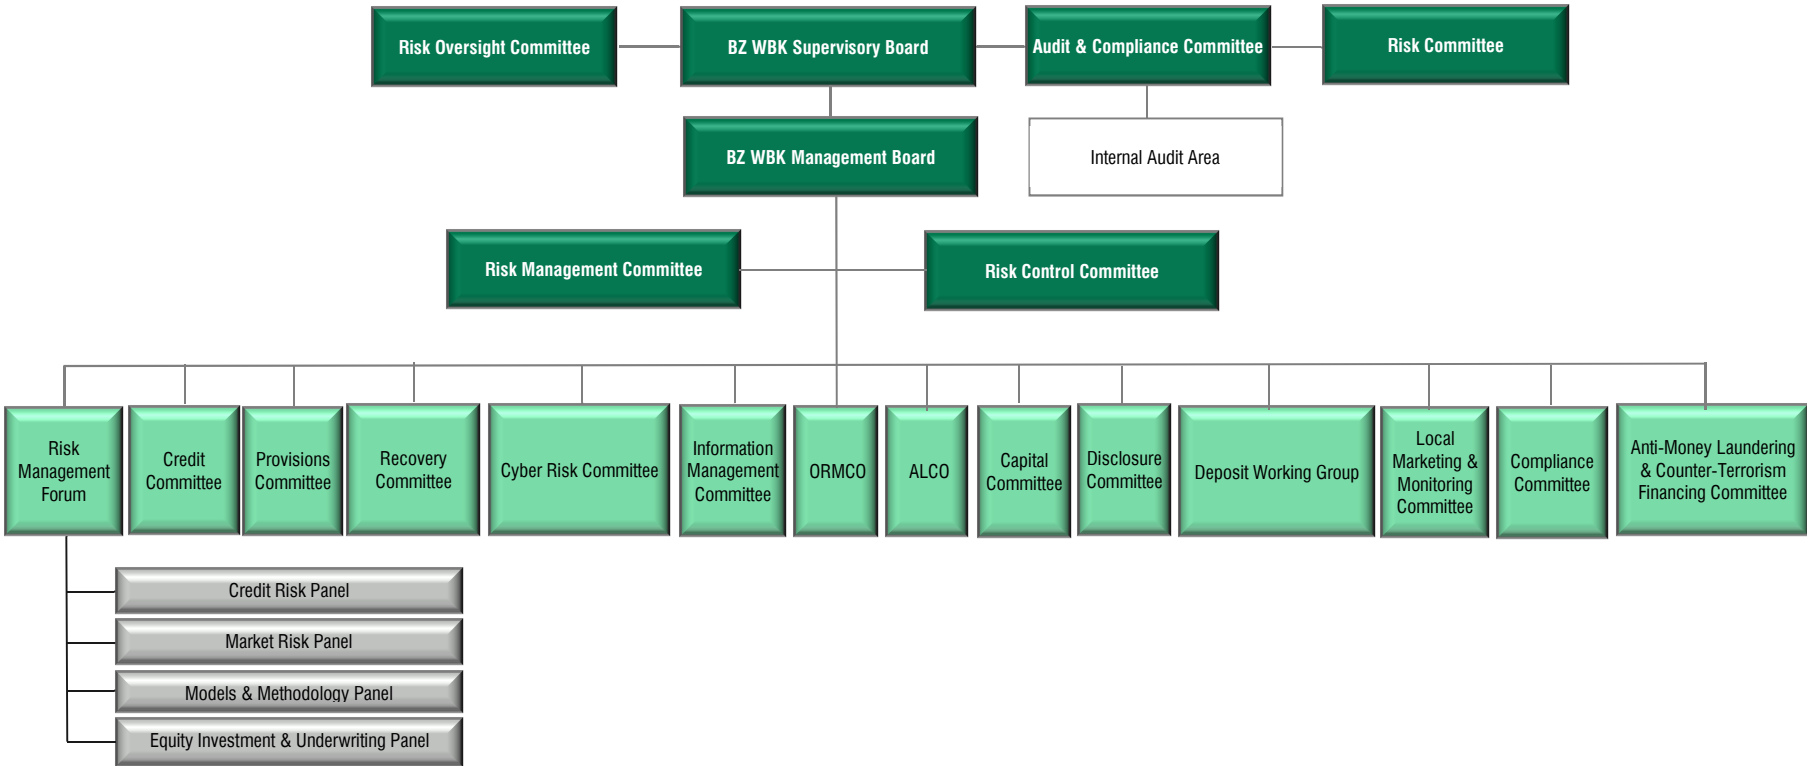 Risk Oversight Committee
BZ WBK Supervisory Board
Audit & Compliance Committee
Risk Committee
BZ WBK Management Board
Internal Audit Area
Risk Management Committee
Risk Control Committee
Risk
Management
Forum
Credit
Committee
Provisions
Committee
Recovery
Committee
Cyber Risk Committee
Information
Management
Committee
ORMCO
ALCO
Capital
Committee
Disclosure
Committee
Deposit Working Group
Local
Marketing &
Monitoring
Committee
Compliance
Committee
Anti-Money Laundering
& Counter-Terrorism
Financing Committee
Credit Risk Panel
Market Risk Panel
Models & Methodology Panel
Equity Investment & Underwriting Panel